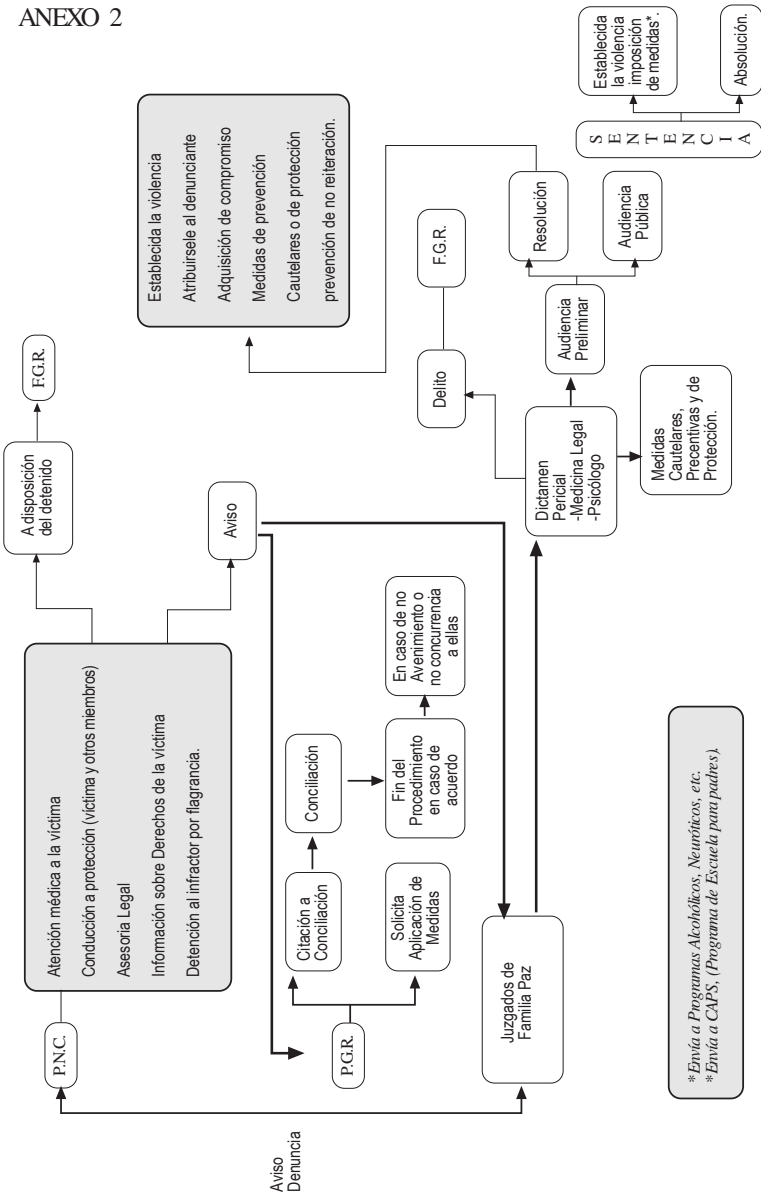 ANEXO 2
Aviso
Denuncia
P.N.C.
Atención médica a la víctima
Conducción a protección (víctima y otros miembros)
Asesoría Legal
Información sobre Derechos de la víctima
Detención al infractor por flagrancia.
A disposición
del detenido
F.G.R.
Aviso
P.G.R.
Citación a
Conciliación
Conciliación
Solicita
Aplicación de
Medidas
Fin del
Procedimiento
en caso de
acuerdo
En caso de no
Avenimiento o
no concurrencia
a ellas
Juzgados de
Familia Paz
Dictamen
Pericial
-Medicina Legal
-Psicólogo
Delito
F.G.R.
Medidas
Cautelares,
Precentivas y de
Protección.
Audiencia
Preliminar
Resolución
Audiencia
Pública
Establecida la violencia
Atribuirsele al denunciante
Adquisición de compromiso
Medidas de prevención
Cautelares o de protección
prevención de no reiteración.
S
E
N
T
E
N
C
I
A
Establecida
la violencia
imposición
de medidas*.
Absolución.
*Envía a Programas Alcohólicos, Neuróticos, etc.
*Envía a CAPS, (Programa de Escuela para padres).